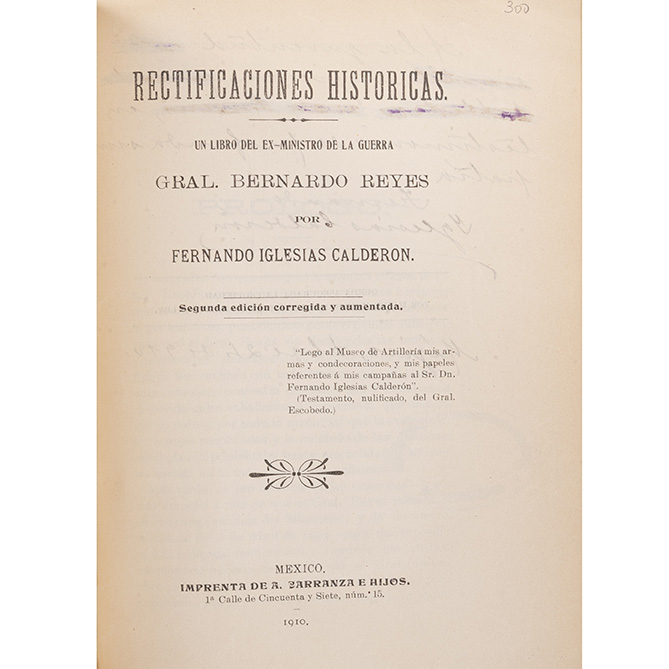 300
RECTIFICACIONES HISTORICAS.
UN LIBRO DEL EX-MINISTRO DE LA GUERRA
GRAL. BERNARDO REYES
POR
FERNANDO IGLESIAS CALDERON.
Segunda edición corregida y aumentada.
"Lego al Museo de Artillería mis ar-
mas y condecoraciones, y mis papeles
referentes á mis campañas al Sr. Dn.
Fernando Iglesias Calderón".
(Testamento, nulificado, del Gral.
Escobedo.)
MEXICO.
IMPRENTA DE A. CARRANZA E HIJOS.
1ª Calle de Cincuenta y Siete, núm. 15.
1910.